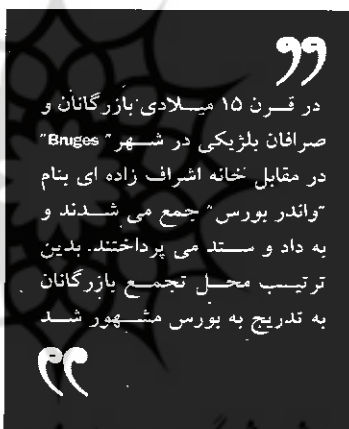 در قرن ۱۵ میلادی بازرگانان و
صرافان بلژیکی در شهر "Bruges"
در مقابل خانه اشراف زاده ای بنام
"واندر بورس" جمع می شدند و
به داد و ستد می پرداختند. بدین
ترتیب محل تجمع بازرگانان
به تدریج به بورس مشهور شد